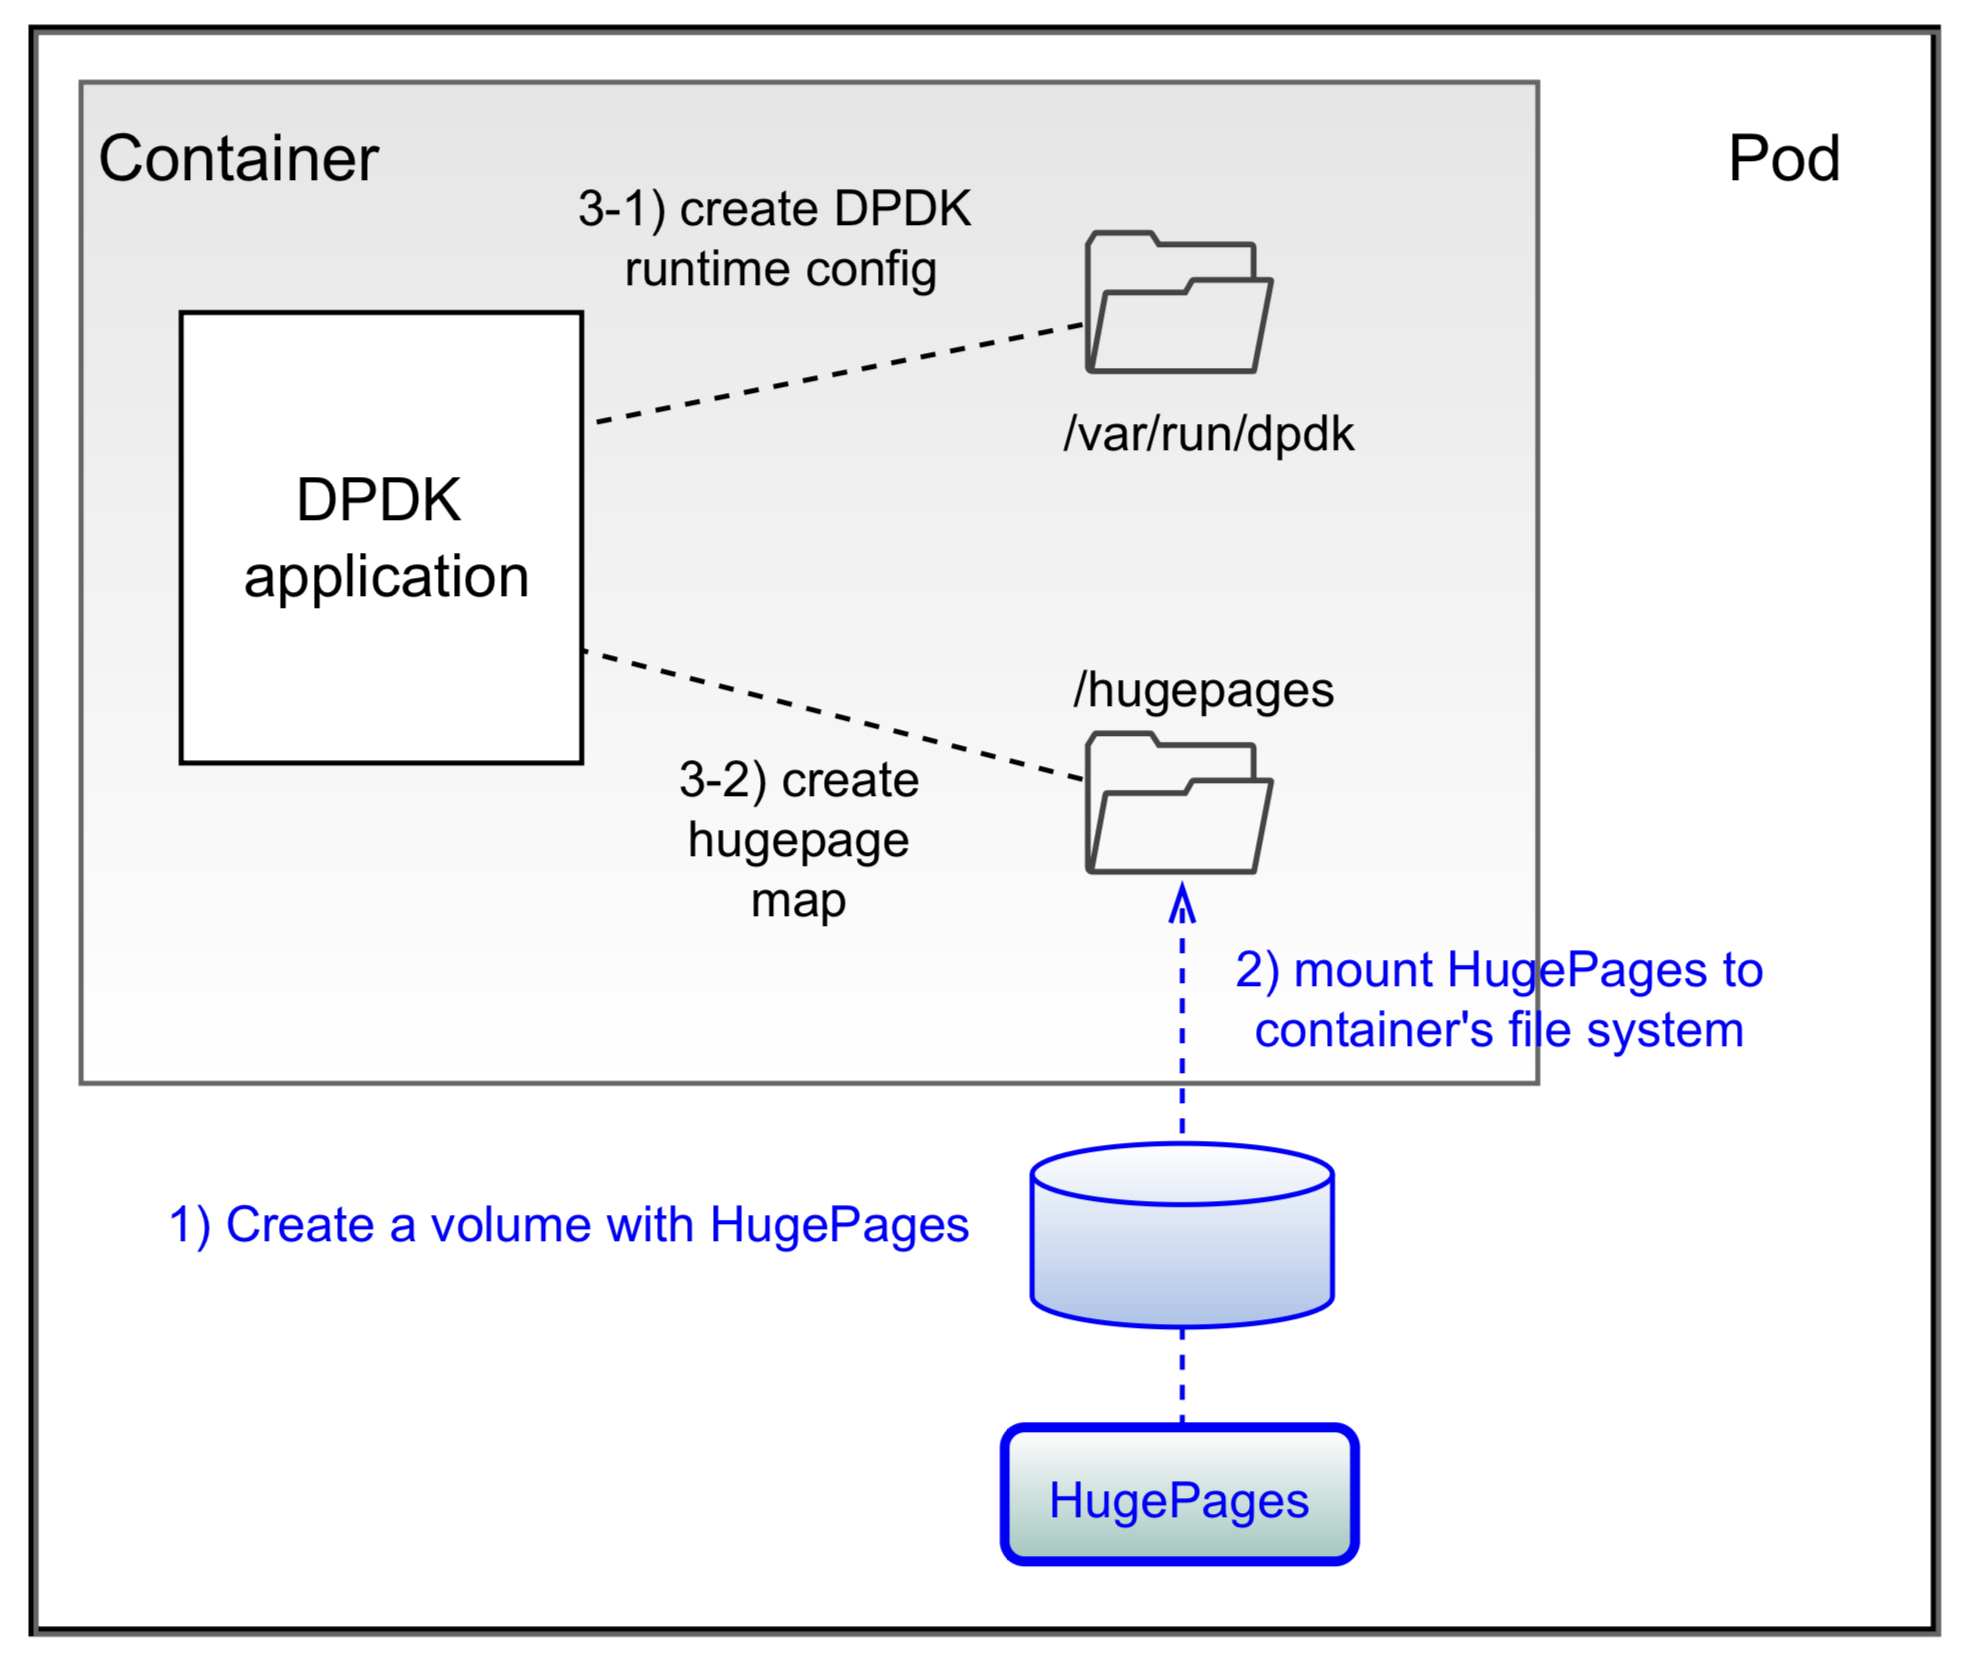 Container
Pod
3-1) create DPDK
runtime config
/var/run/dpdk
DPDK
application
/hugepages
3-2) create
hugepage
map
2) mount HugePages to
container's file system
1) Create a volume with HugePages
HugePages